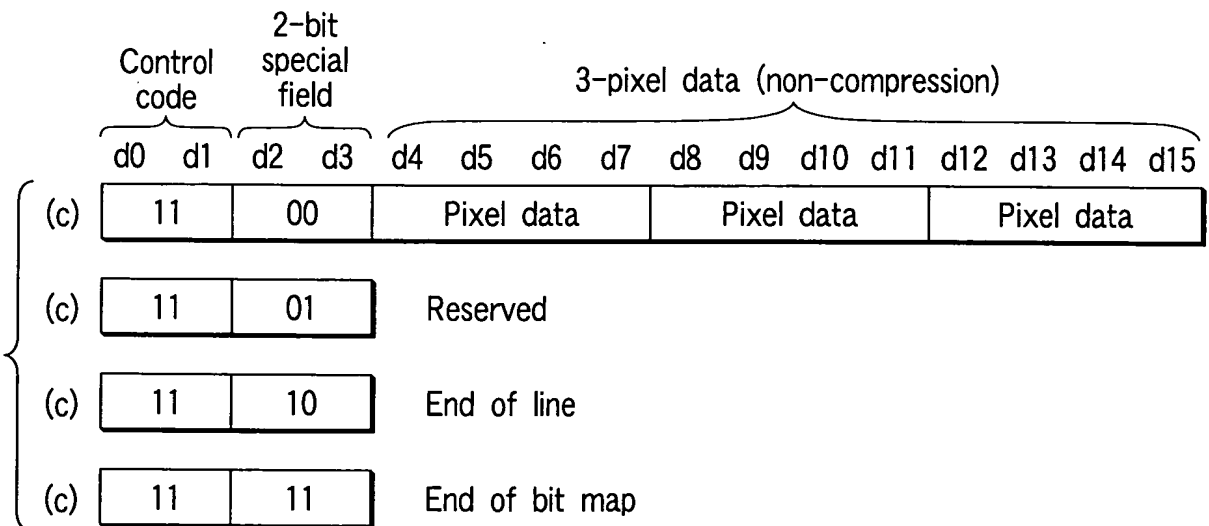 2-bit
Control special
code field 3-pixel data (non-compression)
d0 d1 d2 d3 d4 d5 d6 d7 d8 d9 d10 d11 d12 d13 d14 d15
(c) 11 00 Pixel data Pixel data Pixel data
(c) 11 01 Reserved
(c) 11 10 End of line
(c) 11 11 End of bit map